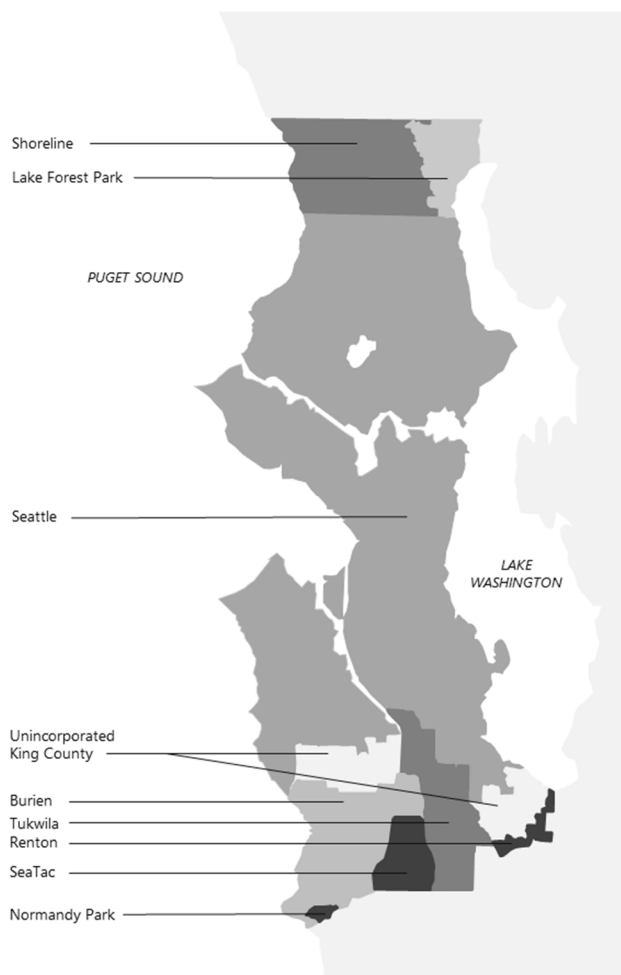 Shoreline
Lake Forest Park
PUGET SOUND
Seattle
LAKE
WASHINGTON
Unincorporated
King County
Burien
Tukwila
Renton
SeaTac
Normandy Park